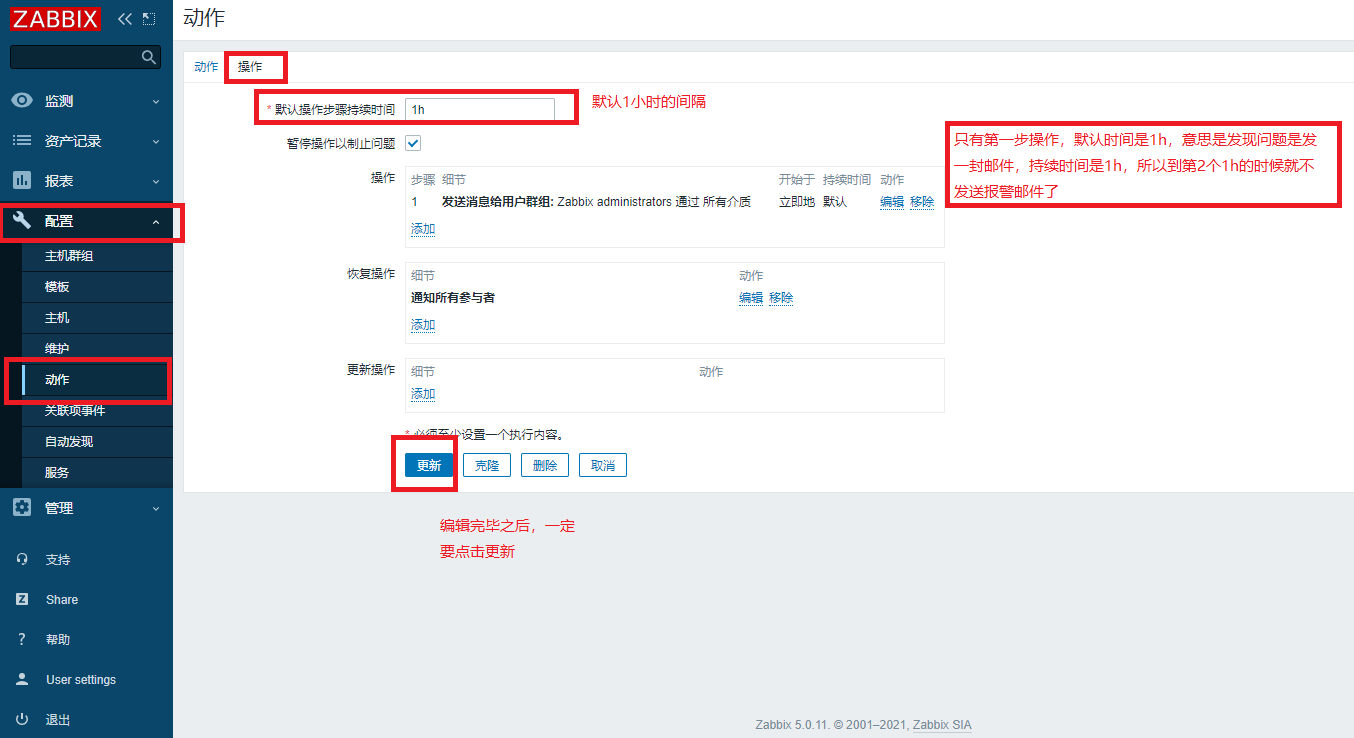 ZABBIX
动作
监测
资产记录
报表
配置
主机群组
模板
主机
维护
动作
关联项事件
自动发现
服务
管理
支持
Share
帮助
User settings
退出
动作 操作
* 默认操作步骤持续时间 1h
默认1小时的间隔
暂停操作以制止问题
操作 步骤 细节 开始于 持续时间 动作
1 发送消息给用户群组: Zabbix administrators 通过 所有介质 立即地 默认 编辑 移除
添加
只有第一步操作，默认时间是1h，意思是发现问题是发
一封邮件，持续时间是1h，所以到第2个1h的时候就不
发送报警邮件了
恢复操作 细节 动作
通知所有参与者 编辑 移除
添加
更新操作 细节 动作
添加
* 必须至少设置一个执行内容。
更新 克隆 删除 取消
编辑完毕之后，一定
要点击更新
Zabbix 5.0.11. © 2001–2021, Zabbix SIA